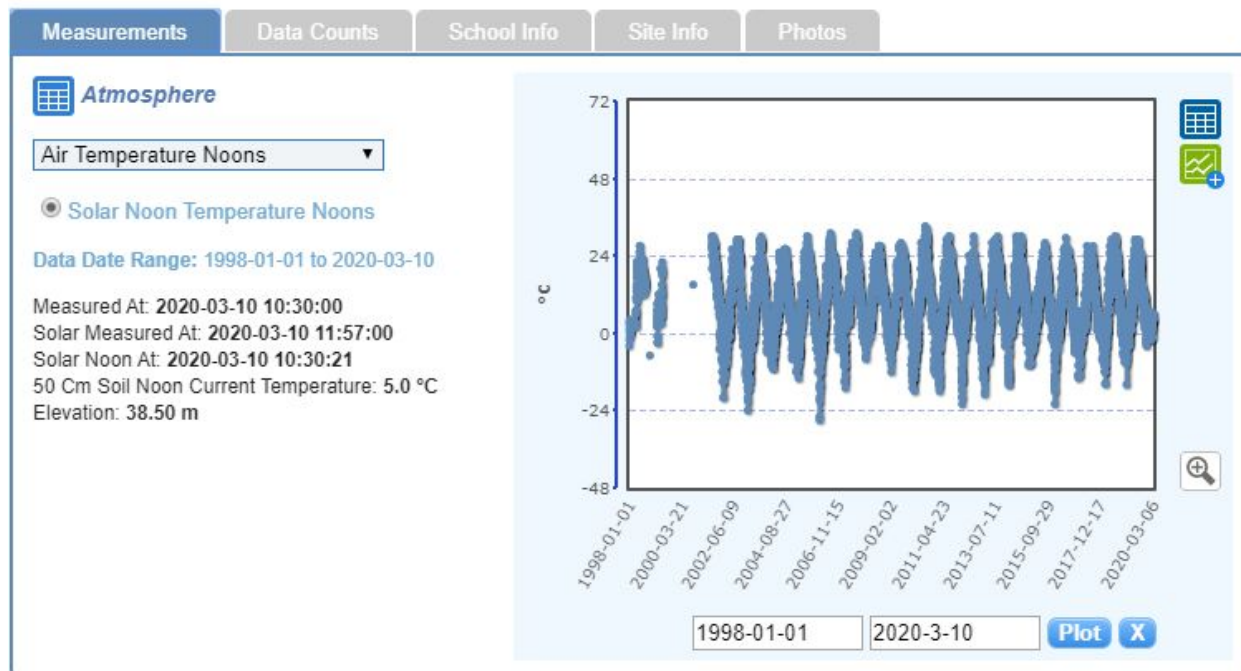 Measurements Data Counts School Info Site Info Photos
Atmosphere
Air Temperature Noons
Solar Noon Temperature Noons
Data Date Range: 1998-01-01 to 2020-03-10
Measured At: 2020-03-10 10:30:00
Solar Measured At: 2020-03-10 11:57:00
Solar Noon At: 2020-03-10 10:30:21
50 Cm Soil Noon Current Temperature: 5.0 °C
Elevation: 38.50 m
72
48
24
0
-24
-48
°C
1998-01-01
2000-03-21
2002-06-09
2004-08-27
2006-11-15
2009-02-02
2011-04-23
2013-07-11
2015-09-29
2017-12-17
2020-03-06
1998-01-01 2020-3-10 Plot X